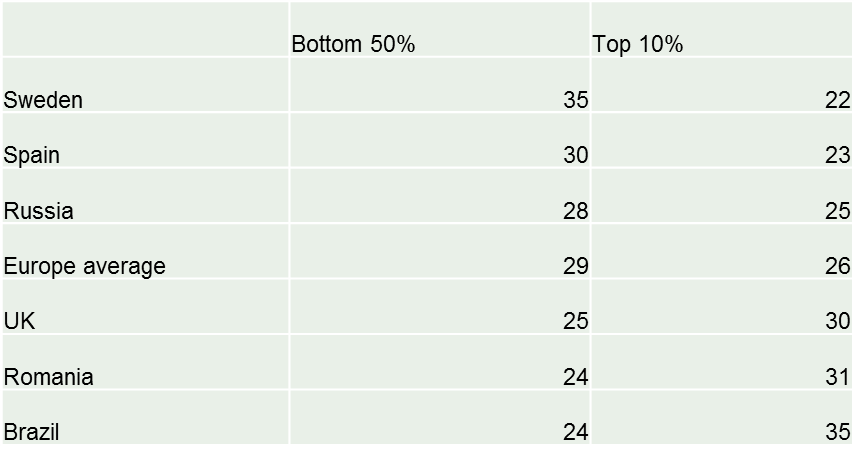 Bottom 50% Top 10%
Sweden 35 22
Spain 30 23
Russia 28 25
Europe average 29 26
UK 25 30
Romania 24 31
Brazil 24 35